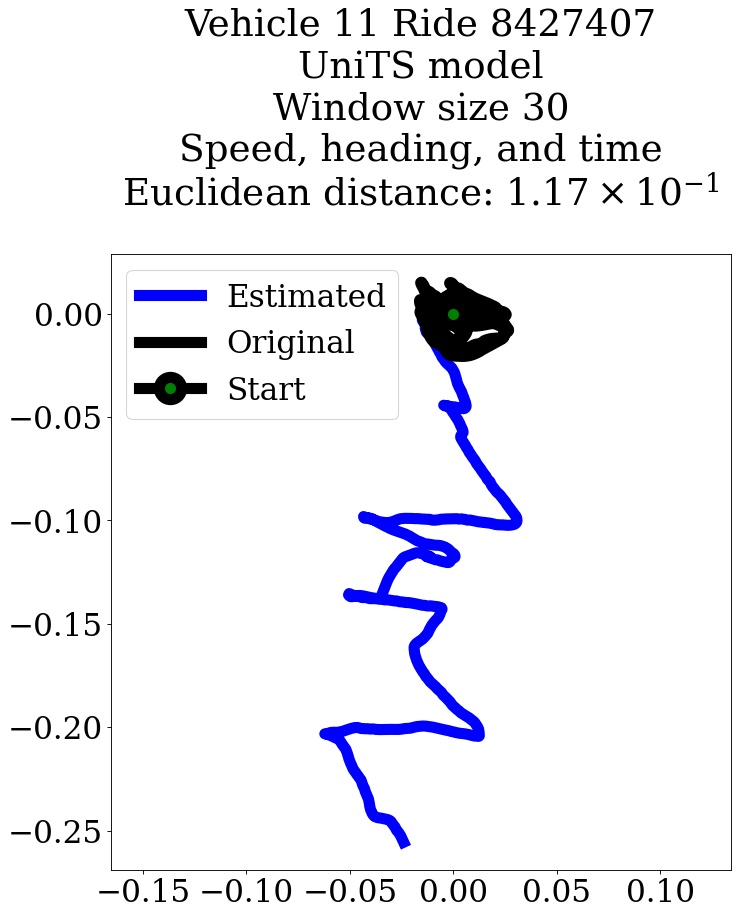 Vehicle 11 Ride 8427407
UniTS model
Window size 30
Speed, heading, and time
Euclidean distance: $1.17 \times 10^{-1}$
Estimated
Original
Start
0.00
−0.05
−0.10
−0.15
−0.20
−0.25
−0.15 −0.10 −0.05 0.00 0.05 0.10